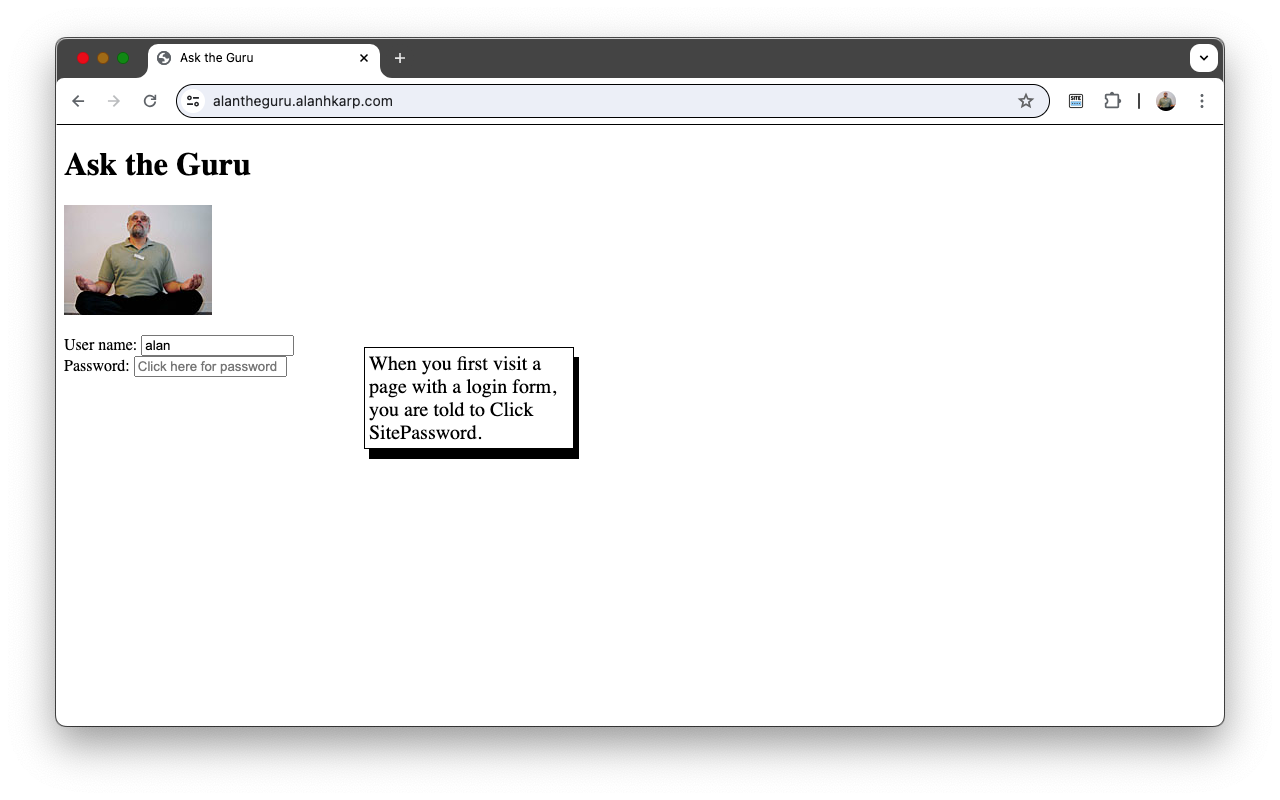 Ask the Guru
alantheguru.alanhkarp.com
SITE
Ask the Guru
User name: alan
Password: Click here for password
When you first visit a
page with a login form,
you are told to Click
SitePassword.